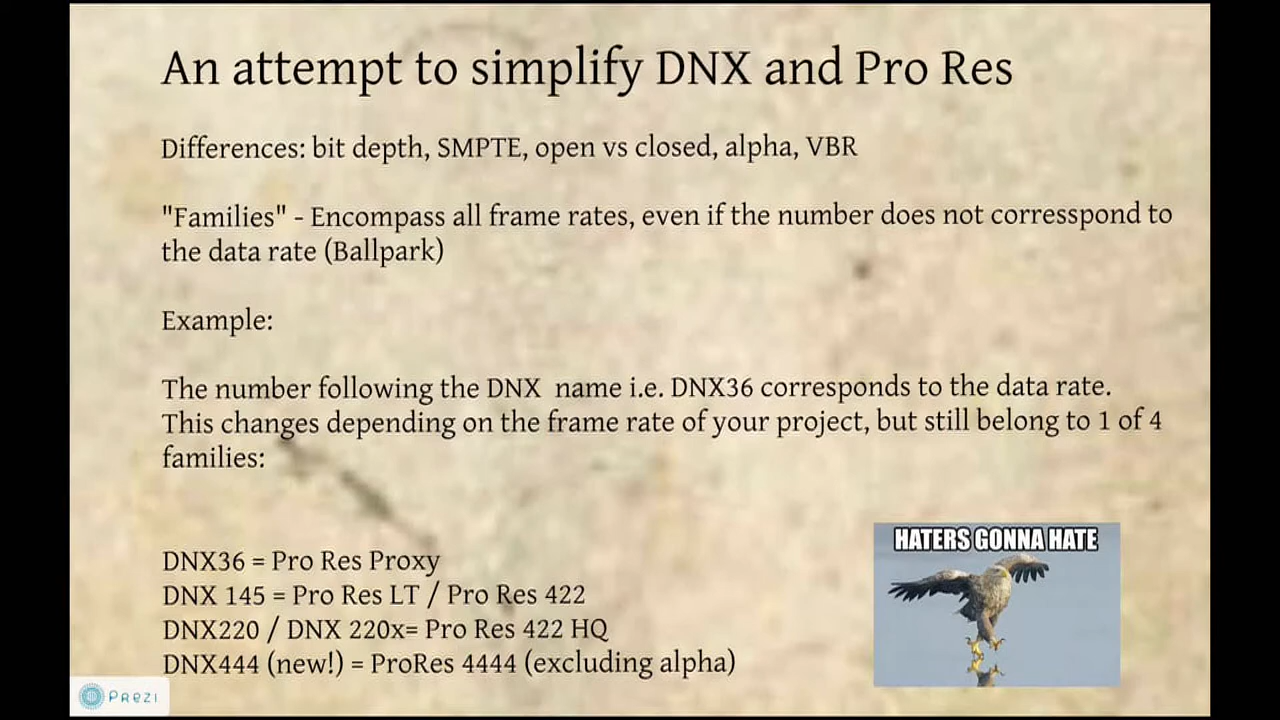 An attempt to simplify DNX and Pro Res
Differences: bit depth, SMPTE, open vs closed, alpha, VBR
"Families" - Encompass all frame rates, even if the number does not corresspond to
the data rate (Ballpark)
Example:
The number following the DNX  name i.e. DNX36 corresponds to the data rate.
This changes depending on the frame rate of your project, but still belong to 1 of 4
families:
DNX36 = Pro Res Proxy
DNX 145 = Pro Res LT / Pro Res 422
DNX220 / DNX 220x= Pro Res 422 HQ
DNX444 (new!) = ProRes 4444 (excluding alpha)
HATERS GONNA HATE
PREZI